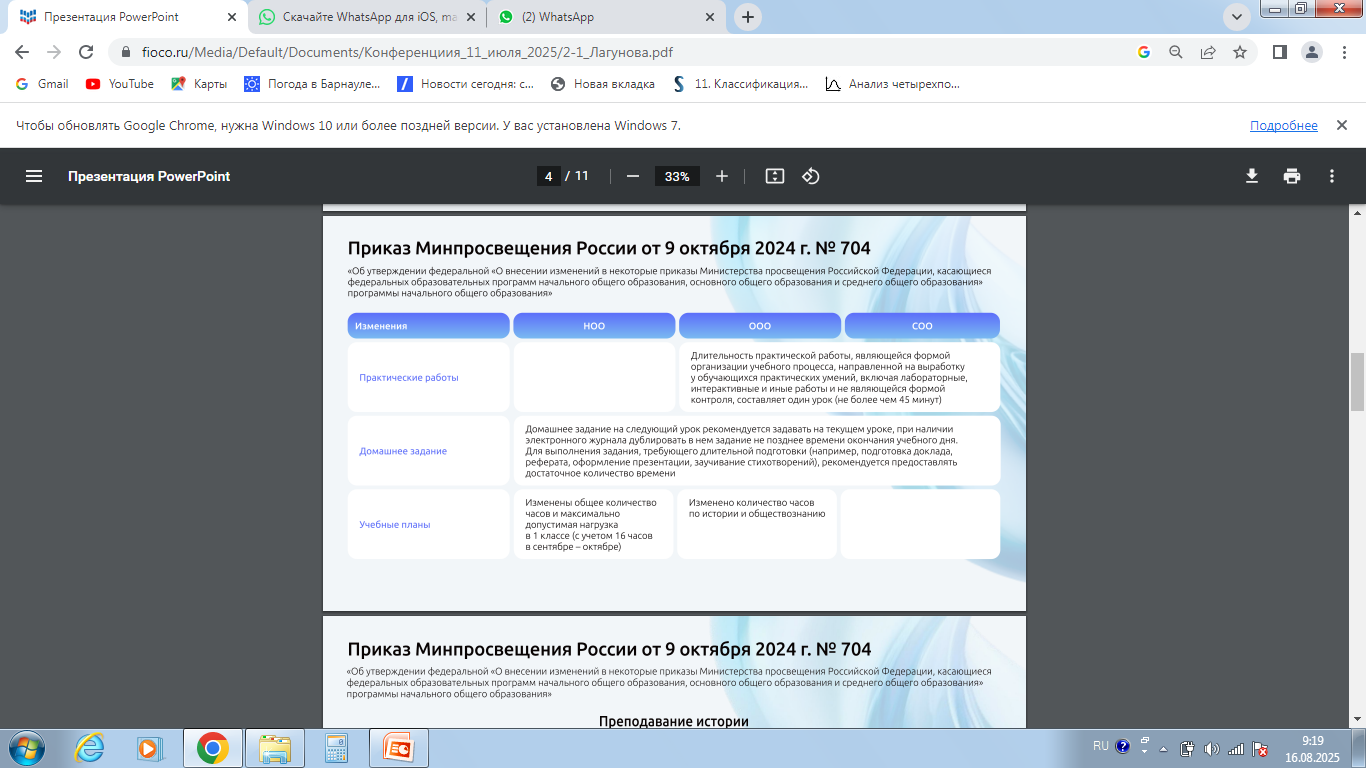 Презентация PowerPoint
Скачайте WhatsApp для iOS, ma
(2) WhatsApp
fioco.ru/Media/Default/Documents/Конференциия_11_июля_2025/2-1_Лагунова.pdf
Gmail
YouTube
Карты
Погода в Барнауле...
Новости сегодня: с...
Новая вкладка
11. Классификация...
Анализ четырехпо...
Чтобы обновлять Google Chrome, нужна Windows 10 или более поздней версии. У вас установлена Windows 7.
Подробнее
Презентация PowerPoint
4 / 11
33%
Приказ Минпросвещения России от 9 октября 2024 г. № 704
«Об утверждении федеральной «О внесении изменений в некоторые приказы Министерства просвещения Российской Федерации, касающиеся
федеральных образовательных программ начального общего образования, основного общего образования и среднего общего образования»
программы начального общего образования»
Изменения
НОО
ООО
СОО
Практические работы
Длительность практической работы, являющейся формой
организации учебного процесса, направленной на выработку
у обучающихся практических умений, включая лабораторные,
интерактивные и иные работы и не являющейся формой
контроля, составляет один урок (не более чем 45 минут)
Домашнее задание
Домашнее задание на следующий урок рекомендуется задавать на текущем уроке, при наличии
электронного журнала дублировать в нем задание не позднее времени окончания учебного дня.
Для выполнения задания, требующего длительной подготовки (например, подготовка доклада,
реферата, оформление презентации, заучивание стихотворений), рекомендуется предоставлять
достаточное количество времени
Учебные планы
Изменены общее количество
часов и максимально
допустимая нагрузка
в 1 классе (с учетом 16 часов
в сентябре – октябре)
Изменено количество часов
по истории и обществознанию
Приказ Минпросвещения России от 9 октября 2024 г. № 704
«Об утверждении федеральной «О внесении изменений в некоторые приказы Министерства просвещения Российской Федерации, касающиеся
федеральных образовательных программ начального общего образования, основного общего образования и среднего общего образования»
программы начального общего образования»
Преподавание истории
RU
9:19
16.08.2025